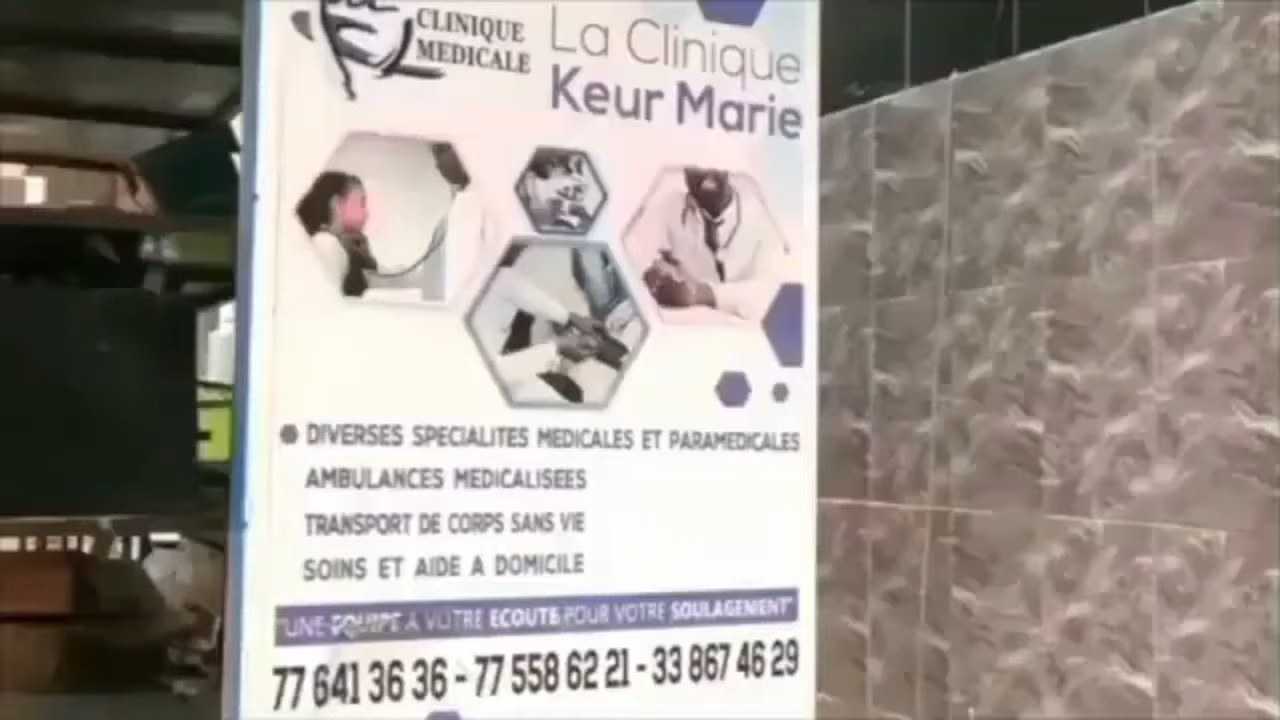 CLINIQUE
MEDICALE
La Clinique
Keur Marie
DIVERSES SPECIALITES MEDICALES ET PARAMEDICALES
AMBULANCES MEDICALISEES
TRANSPORT DE CORPS SANS VIE
SOINS ET AIDE A DOMICILE
"UNE EQUIPE A VOTRE ECOUTE POUR VOTRE SOULAGEMENT"
77 641 36 36 - 77 558 62 21 - 33 867 46 29